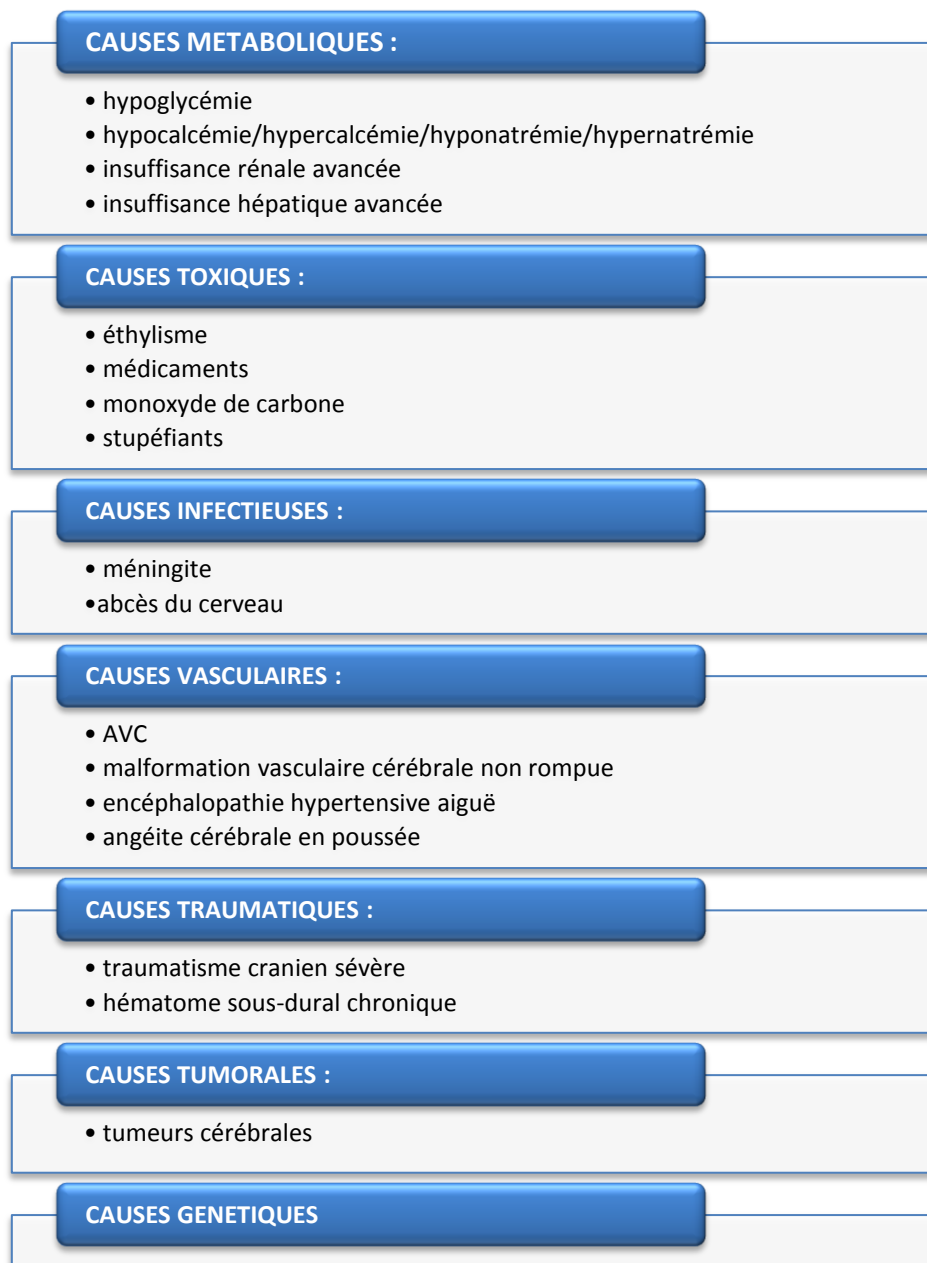 CAUSES METABOLIQUES :
• hypoglycémie
• hypocalcémie/hypercalcémie/hyponatrémie/hypernatrémie
• insuffisance rénale avancée
• insuffisance hépatique avancée
CAUSES TOXIQUES :
• éthylisme
• médicaments
• monoxyde de carbone
• stupéfiants
CAUSES INFECTIEUSES :
• méningite
•abcès du cerveau
CAUSES VASCULAIRES :
• AVC
• malformation vasculaire cérébrale non rompue
• encéphalopathie hypertensive aiguë
• angéite cérébrale en poussée
CAUSES TRAUMATIQUES :
• traumatisme cranien sévère
• hématome sous-dural chronique
CAUSES TUMORALES :
• tumeurs cérébrales
CAUSES GENETIQUES